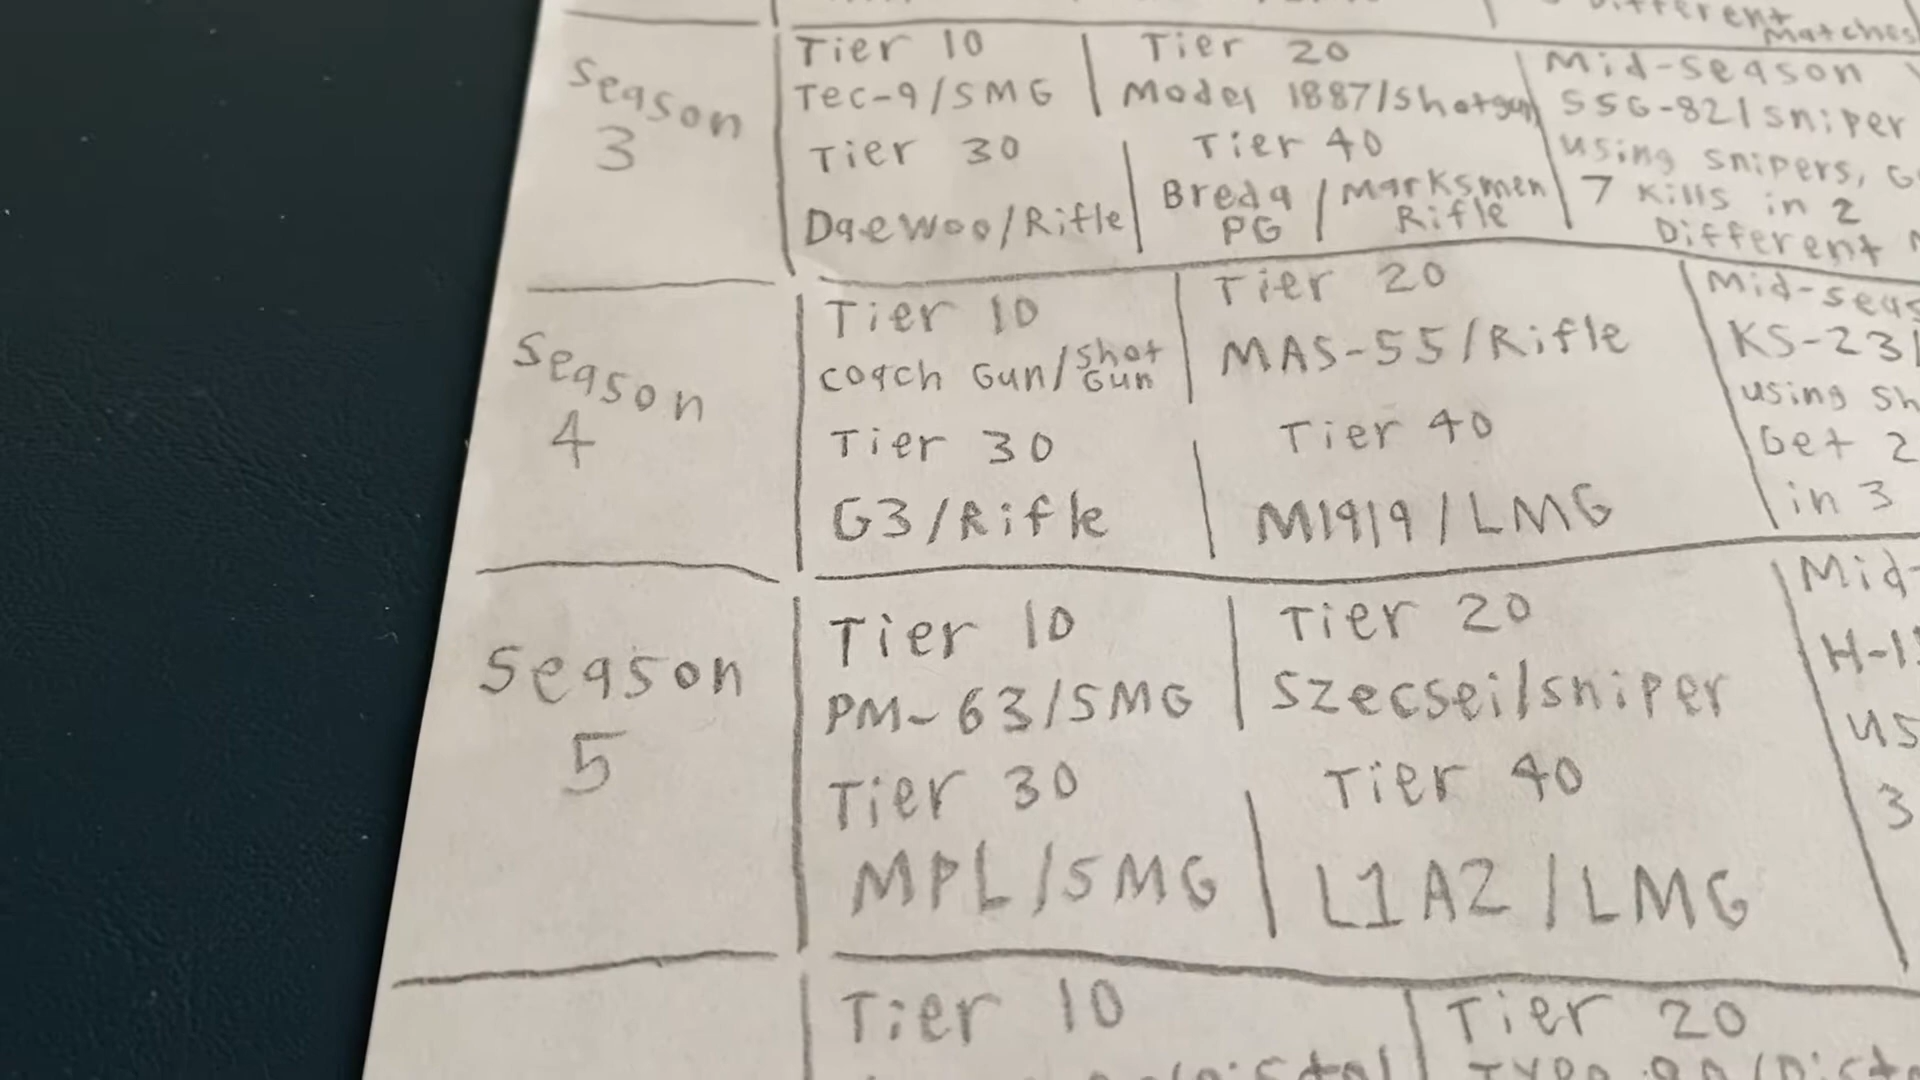 Different
Matches
Season
3
Tier 10 | Tier 20
Tec-9/SMG | Model 1887/Shotgun
Tier 30 | Tier 40
Daewoo/Rifle | Breda PG / Marksmen Rifle
Mid-season
SSG-82/sniper
using snipers, G
7 Kills in 2
Different M
Season
4
Tier 10 | Tier 20
Coach Gun/Shot Gun | MAS-55/Rifle
Tier 30 | Tier 40
G3/Rifle | M1919/LMG
Mid-seas
KS-23/
using Sh
Get 2
in 3
Season
5
Tier 10 | Tier 20
PM-63/SMG | Szecsei/sniper
Tier 30 | Tier 40
MPL/SMG | L1A2/LMG
Mid-
H-1
us
3
Tier 10 | Tier 20